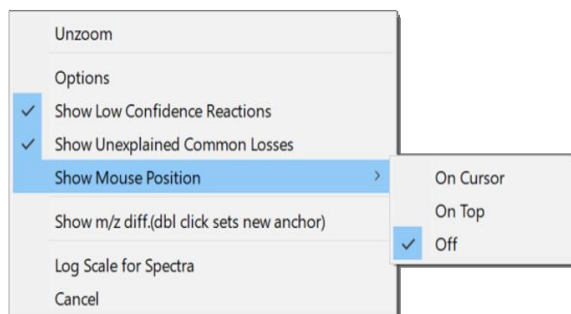 Unzoom
Options
Show Low Confidence Reactions
Show Unexplained Common Losses
Show Mouse Position
On Cursor
On Top
Off
Show m/z diff.(dbl click sets new anchor)
Log Scale for Spectra
Cancel